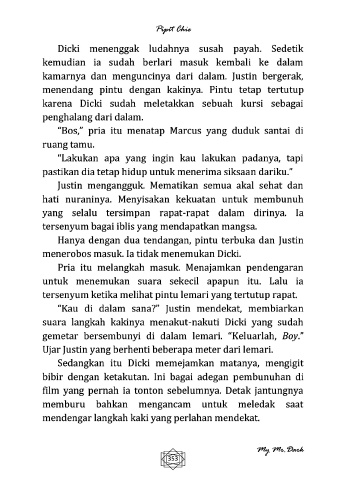 Pipit Chie
Dicki menenggak ludahnya susah payah. Sedetik
kemudian ia sudah berlari masuk kembali ke dalam
kamarnya dan menguncinya dari dalam. Justin bergerak,
menendang pintu dengan kakinya. Pintu tetap tertutup
karena Dicki sudah meletakkan sebuah kursi sebagai
penghalang dari dalam.
“Bos,” pria itu menatap Marcus yang duduk santai di
ruang tamu.
“Lakukan apa yang ingin kau lakukan padanya, tapi
pastikan dia tetap hidup untuk menerima siksaan dariku.”
Justin mengangguk. Mematikan semua akal sehat dan
hati nuraninya. Menyisakan kekuatan untuk membunuh
yang selalu tersimpan rapat-rapat dalam dirinya. Ia
tersenyum bagai iblis yang mendapatkan mangsa.
Hanya dengan dua tendangan, pintu terbuka dan Justin
menerobos masuk. Ia tidak menemukan Dicki.
Pria itu melangkah masuk. Menajamkan pendengaran
untuk menemukan suara sekecil apapun itu. Lalu ia
tersenyum ketika melihat pintu lemari yang tertutup rapat.
“Kau di dalam sana?” Justin mendekat, membiarkan
suara langkah kakinya menakut-nakuti Dicki yang sudah
gemetar bersembunyi di dalam lemari. “Keluarlah, Boy.”
Ujar Justin yang berhenti beberapa meter dari lemari.
Sedangkan itu Dicki memejamkan matanya, mengigit
bibir dengan ketakutan. Ini bagai adegan pembunuhan di
film yang pernah ia tonton sebelumnya. Detak jantungnya
memburu bahkan mengancam untuk meledak saat
mendengar langkah kaki yang perlahan mendekat.
My Mr. Dark
353